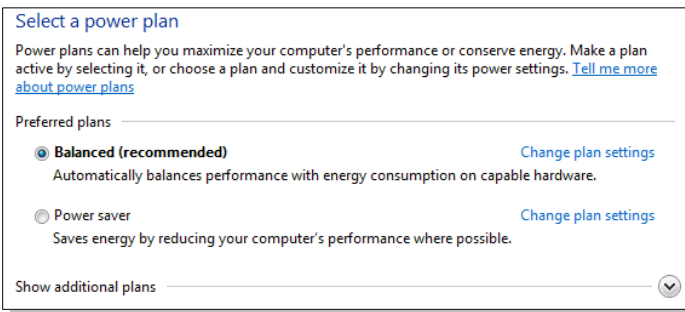 Select a power plan
Power plans can help you maximize your computer's performance or conserve energy. Make a plan
active by selecting it, or choose a plan and customize it by changing its power settings. Tell me more
about power plans
Preferred plans
Balanced (recommended) Change plan settings
Automatically balances performance with energy consumption on capable hardware.
Power saver Change plan settings
Saves energy by reducing your computer's performance where possible.
Show additional plans